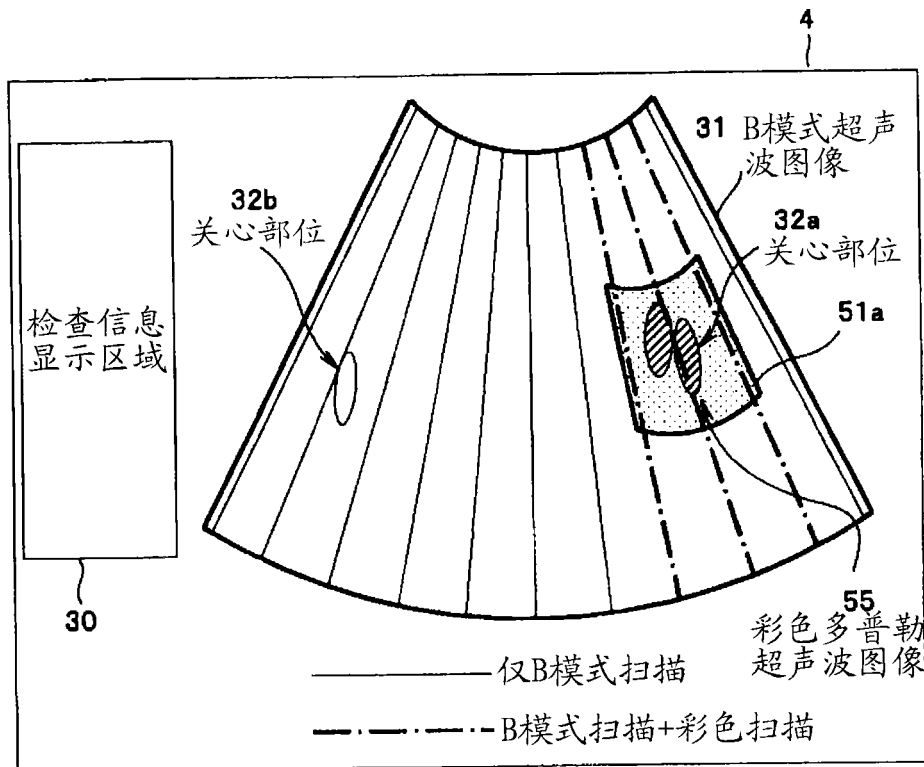 4
31 B模式超声
波图像
32b
关心部位
32a
关心部位
检查信息
显示区域
51a
30
55
彩色多普勒
超声波图像
仅B模式扫描
B模式扫描+彩色扫描